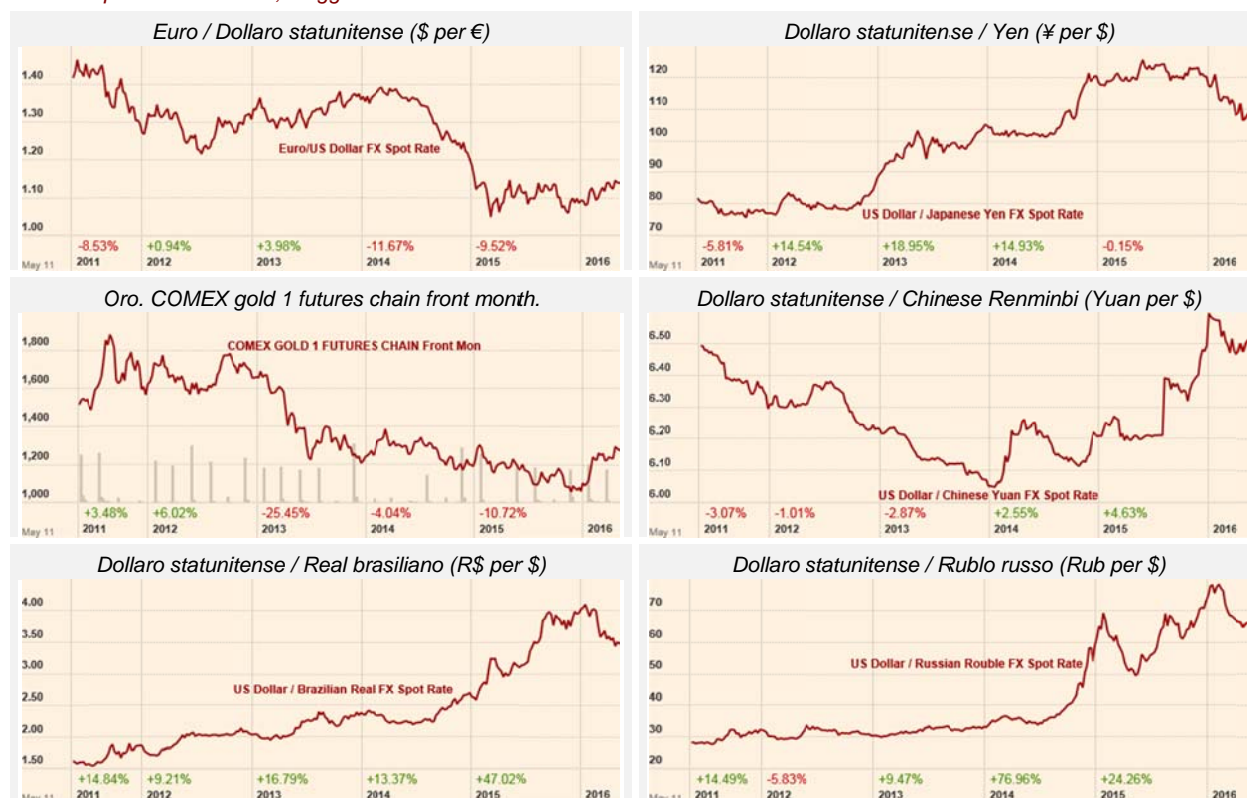 Euro / Dollaro statunitense ($ per €)
1.40
1.30
1.20
1.10
1.00
Euro/US Dollar FX Spot Rate
-8.53% +0.94% +3.98% -11.67% -9.52%
May 11 2011 2012 2013 2014 2015 2016
Dollaro statunitense / Yen (¥ per $)
120
110
100
90
80
70
US Dollar / Japanese Yen FX Spot Rate
-5.81% +14.54% +18.95% +14.93% -0.15%
May 11 2011 2012 2013 2014 2015 2016
Oro. COMEX gold 1 futures chain front month.
1,800
1,600
1,400
1,200
1,000
COMEX GOLD 1 FUTURES CHAIN Front Mon
+3.48% +6.02% -25.45% -4.04% -10.72%
May 11 2011 2012 2013 2014 2015 2016
Dollaro statunitense / Chinese Renminbi (Yuan per $)
6.50
6.40
6.30
6.20
6.10
6.00
US Dollar / Chinese Yuan FX Spot Rate
-3.07% -1.01% -2.87% +2.55% +4.63%
May 11 2011 2012 2013 2014 2015 2016
Dollaro statunitense / Real brasiliano (R$ per $)
4.00
3.50
3.00
2.50
2.00
1.50
US Dollar / Brazilian Real FX Spot Rate
+14.84% +9.21% +16.79% +13.37% +47.02%
May 11 2011 2012 2013 2014 2015 2016
Dollaro statunitense / Rublo russo (Rub per $)
70
60
50
40
30
20
US Dollar / Russian Rouble FX Spot Rate
+14.49% -5.83% +9.47% +76.96% +24.26%
May 11 2011 2012 2013 2014 2015 2016